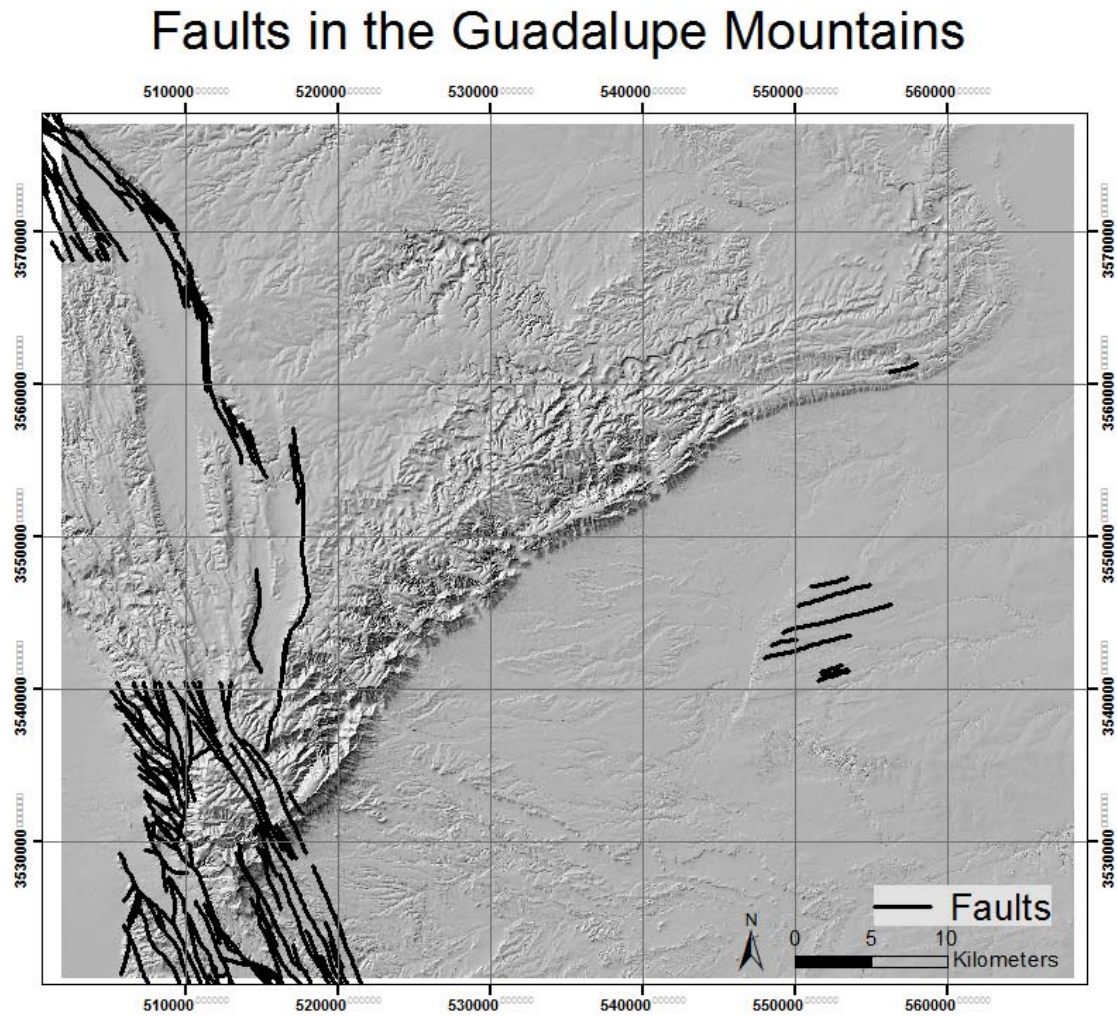 Faults in the Guadalupe Mountains
510000 520000 530000 540000 550000 560000
3570000 3570000
3560000 3560000
3550000 3550000
3540000 3540000
3530000 3530000
Faults
N
0 5 10
Kilometers
510000 520000 530000 540000 550000 560000